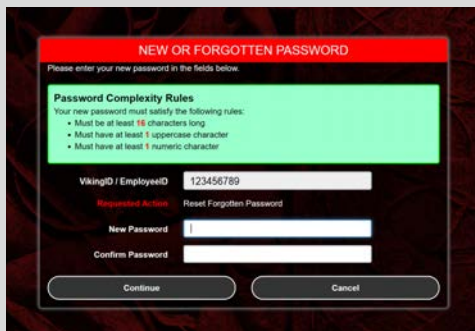 NEW OR FORGOTTEN PASSWORD
Please enter your new password in the fields below.
Password Complexity Rules
Your new password must satisfy the following rules:
• Must be at least 16 characters long
• Must have at least 1 uppercase character
• Must have at least 1 numeric character
VikingID / EmployeeID 123456789
Requested Action Reset Forgotten Password
New Password
Confirm Password
Continue Cancel